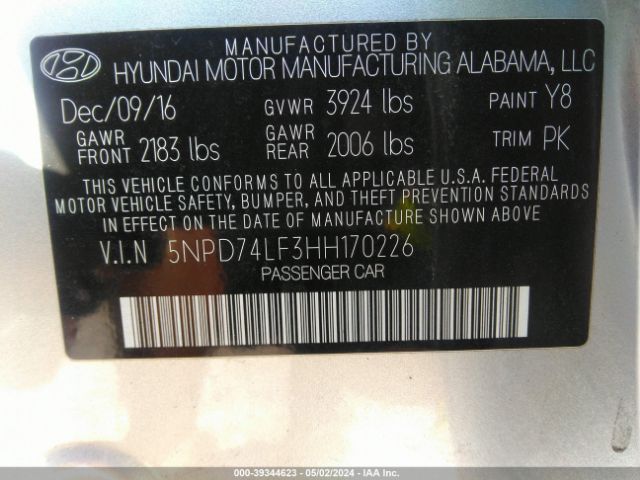 MANUFACTURED BY
HYUNDAI MOTOR MANUFACTURING ALABAMA, LLC
Dec/09/16 GVWR 3924 lbs PAINT Y8
GAWR FRONT 2183 lbs GAWR REAR 2006 lbs TRIM PK
THIS VEHICLE CONFORMS TO ALL APPLICABLE U.S.A. FEDERAL
MOTOR VEHICLE SAFETY, BUMPER, AND THEFT PREVENTION STANDARDS
IN EFFECT ON THE DATE OF MANUFACTURE SHOWN ABOVE
V.I.N 5NPD74LF3HH170226
PASSENGER CAR
COPART - 39344623 - 05/02/2024 - IAA Inc.